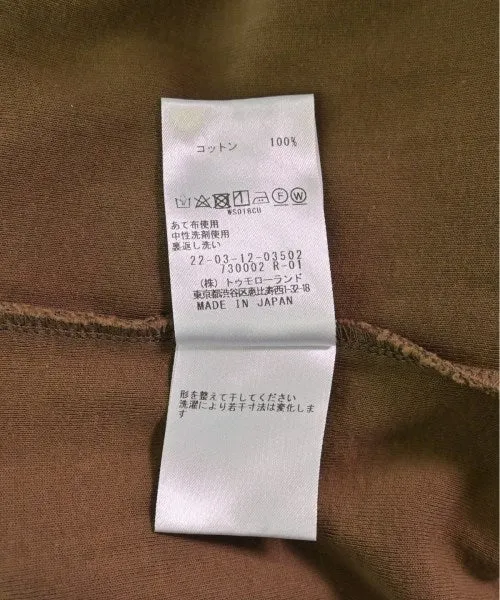 コットン 100%
WS018CU
あて布使用
中性洗剤使用
裏返し洗い
22-03-12-03502
730002 R-01
(株) トゥモローランド
東京都渋谷区恵比寿西1-32-18
MADE IN JAPAN
形を整えて干してください
洗濯により若干寸法は変化しま
す